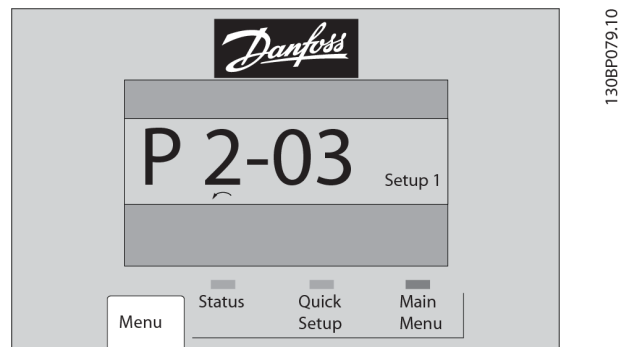 Danfoss
P 2-03
Setup 1
Status
Quick Setup
Main Menu
Menu
130BP079.10